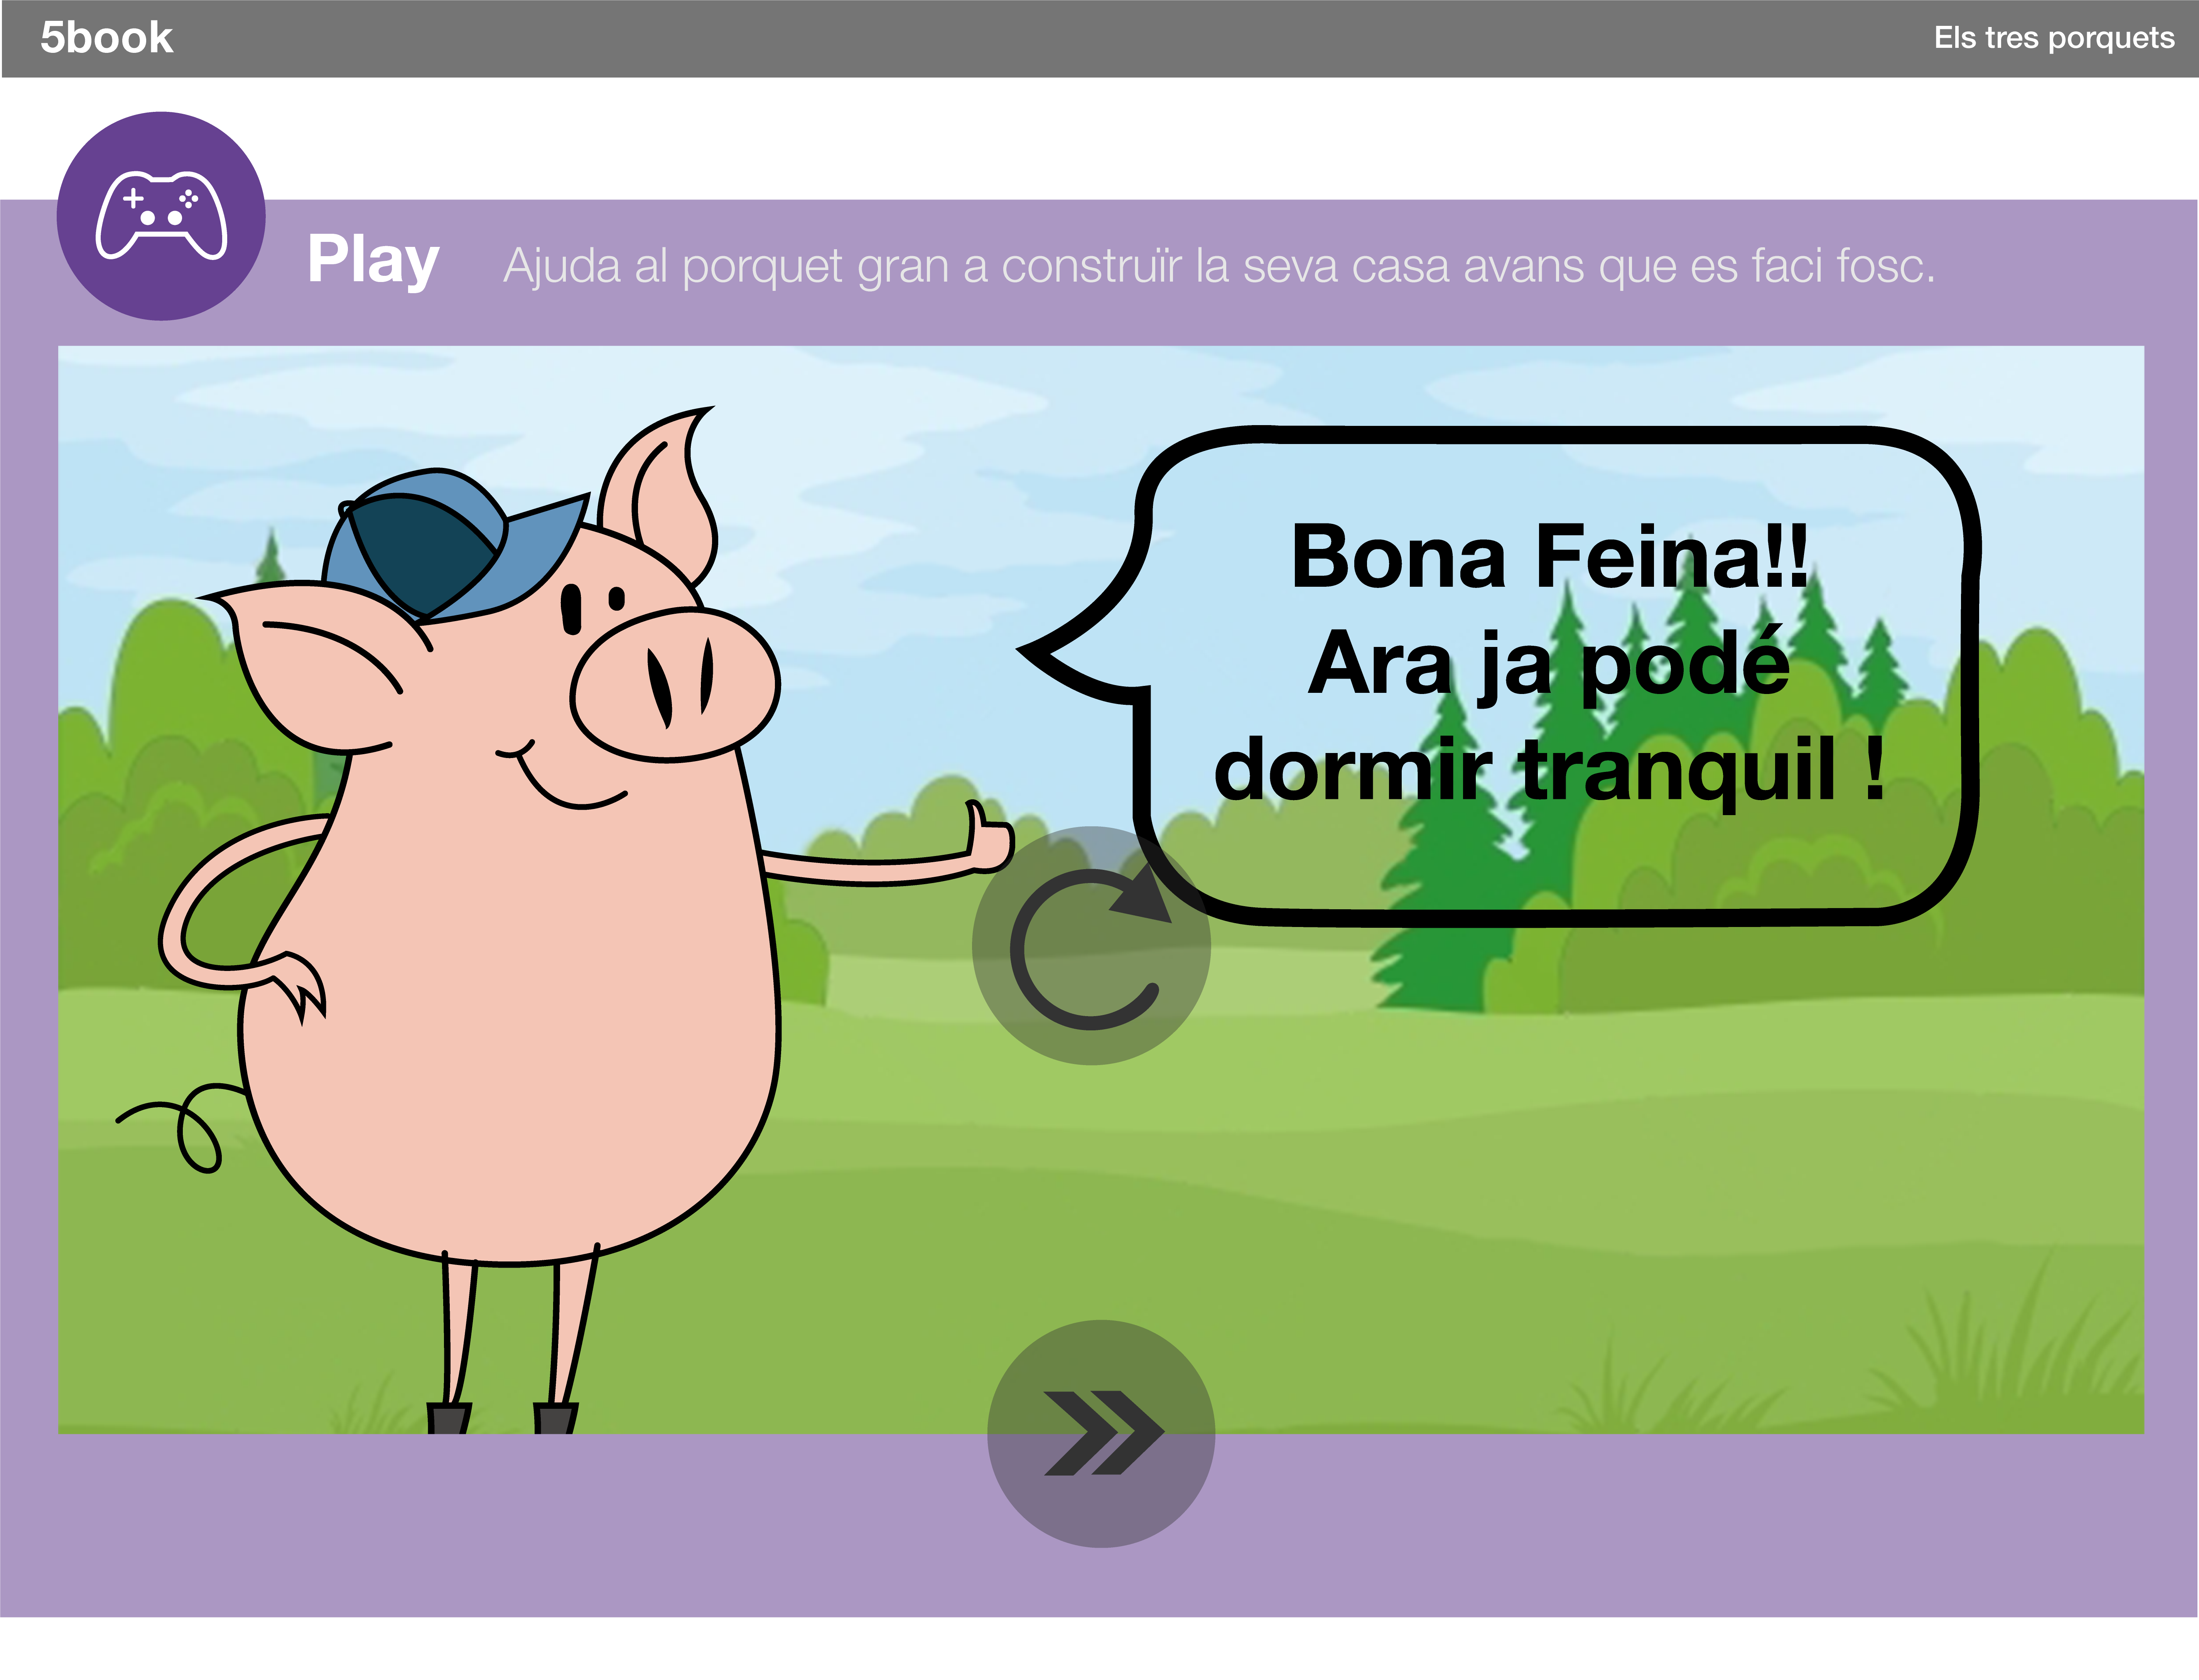 5book
Els tres porquets
Play
Ajuda al porquet gran a construïr la seva casa avans que es faci fosc.
Bona Feina!!
Ara ja podé
dormir tranquil !